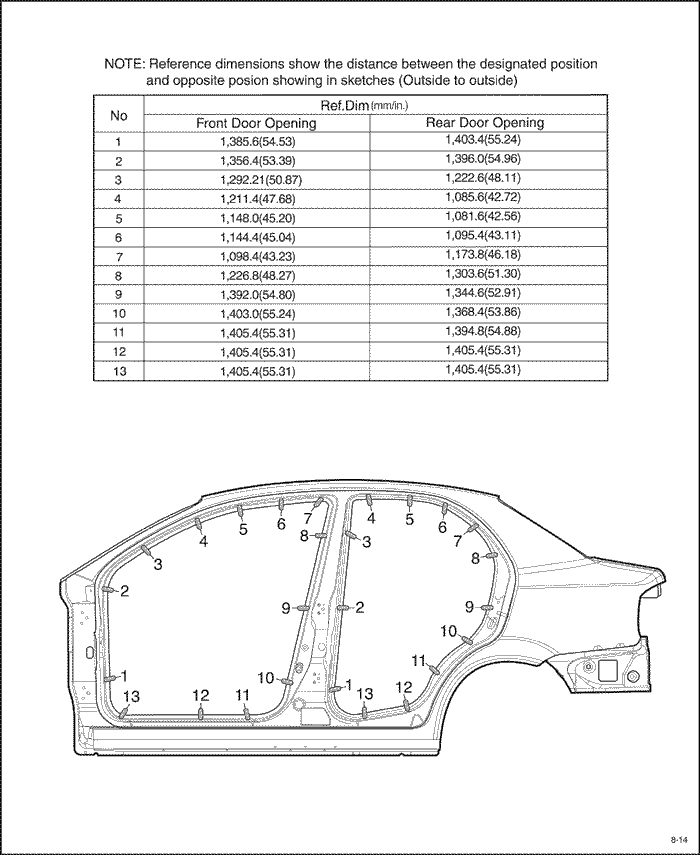 NOTE: Reference dimensions show the distance between the designated position
and opposite posion showing in sketches (Outside to outside)
No Ref.Dim(mm/in.)
Front Door Opening Rear Door Opening
1 1,385.6(54.53) 1,403.4(55.24)
2 1,356.4(53.39) 1,396.0(54.96)
3 1,292.21(50.87) 1,222.6(48.11)
4 1,211.4(47.68) 1,085.6(42.72)
5 1,148.0(45.20) 1,081.6(42.56)
6 1,144.4(45.04) 1,095.4(43.11)
7 1,098.4(43.23) 1,173.8(46.18)
8 1,226.8(48.27) 1,303.6(51.30)
9 1,392.0(54.80) 1,344.6(52.91)
10 1,403.0(55.24) 1,368.4(53.86)
11 1,405.4(55.31) 1,394.8(54.88)
12 1,405.4(55.31) 1,405.4(55.31)
13 1,405.4(55.31) 1,405.4(55.31)
7 4 5 6
6
5
4 7
8 3
3 8
2
9 2 9
10
11
1 10 1
13 12 11 13 12
8-14